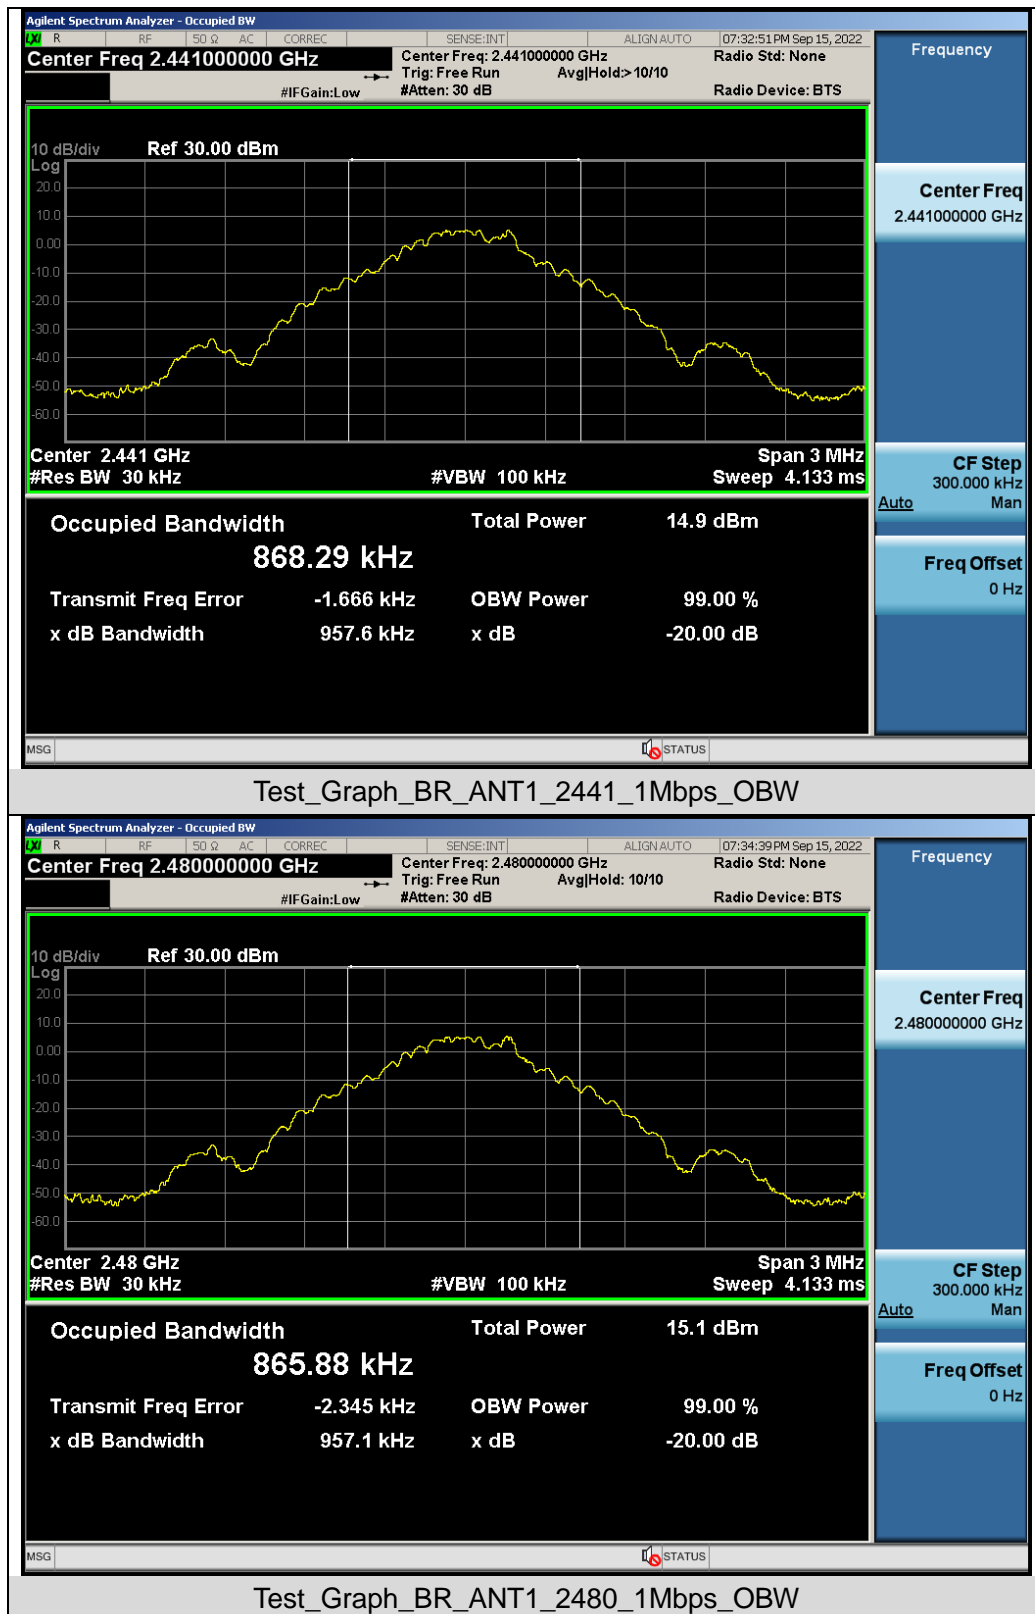 Agilent Spectrum Analyzer - Occupied BW
LXI R RF 50 Ω AC CORREC SENSE:INT ALIGN AUTO 07:32:51 PM Sep 15, 2022
Center Freq 2.441000000 GHz Center Freq: 2.441000000 GHz Radio Std: None Frequency
Trig: Free Run Avg|Hold:>10/10
#IFGain:Low #Atten: 30 dB Radio Device: BTS
10 dB/div Ref 30.00 dBm
Log
20.0
Center Freq
2.441000000 GHz
10.0
0.00
-10.0
-20.0
-30.0
-40.0
-50.0
-60.0
Center 2.441 GHz Span 3 MHz
#Res BW 30 kHz #VBW 100 kHz Sweep 4.133 ms
CF Step
300.000 kHz
Auto Man
Occupied Bandwidth Total Power 14.9 dBm
868.29 kHz
Freq Offset
0 Hz
Transmit Freq Error -1.666 kHz OBW Power 99.00 %
x dB Bandwidth 957.6 kHz x dB -20.00 dB
MSG STATUS
Test_Graph_BR_ANT1_2441_1Mbps_OBW
Agilent Spectrum Analyzer - Occupied BW
LXI R RF 50 Ω AC CORREC SENSE:INT ALIGN AUTO 07:34:39 PM Sep 15, 2022
Center Freq 2.480000000 GHz Center Freq: 2.480000000 GHz Radio Std: None Frequency
Trig: Free Run Avg|Hold: 10/10
#IFGain:Low #Atten: 30 dB Radio Device: BTS
10 dB/div Ref 30.00 dBm
Log
20.0
Center Freq
2.480000000 GHz
10.0
0.00
-10.0
-20.0
-30.0
-40.0
-50.0
-60.0
Center 2.48 GHz Span 3 MHz
#Res BW 30 kHz #VBW 100 kHz Sweep 4.133 ms
CF Step
300.000 kHz
Auto Man
Occupied Bandwidth Total Power 15.1 dBm
865.88 kHz
Freq Offset
0 Hz
Transmit Freq Error -2.345 kHz OBW Power 99.00 %
x dB Bandwidth 957.1 kHz x dB -20.00 dB
MSG STATUS
Test_Graph_BR_ANT1_2480_1Mbps_OBW